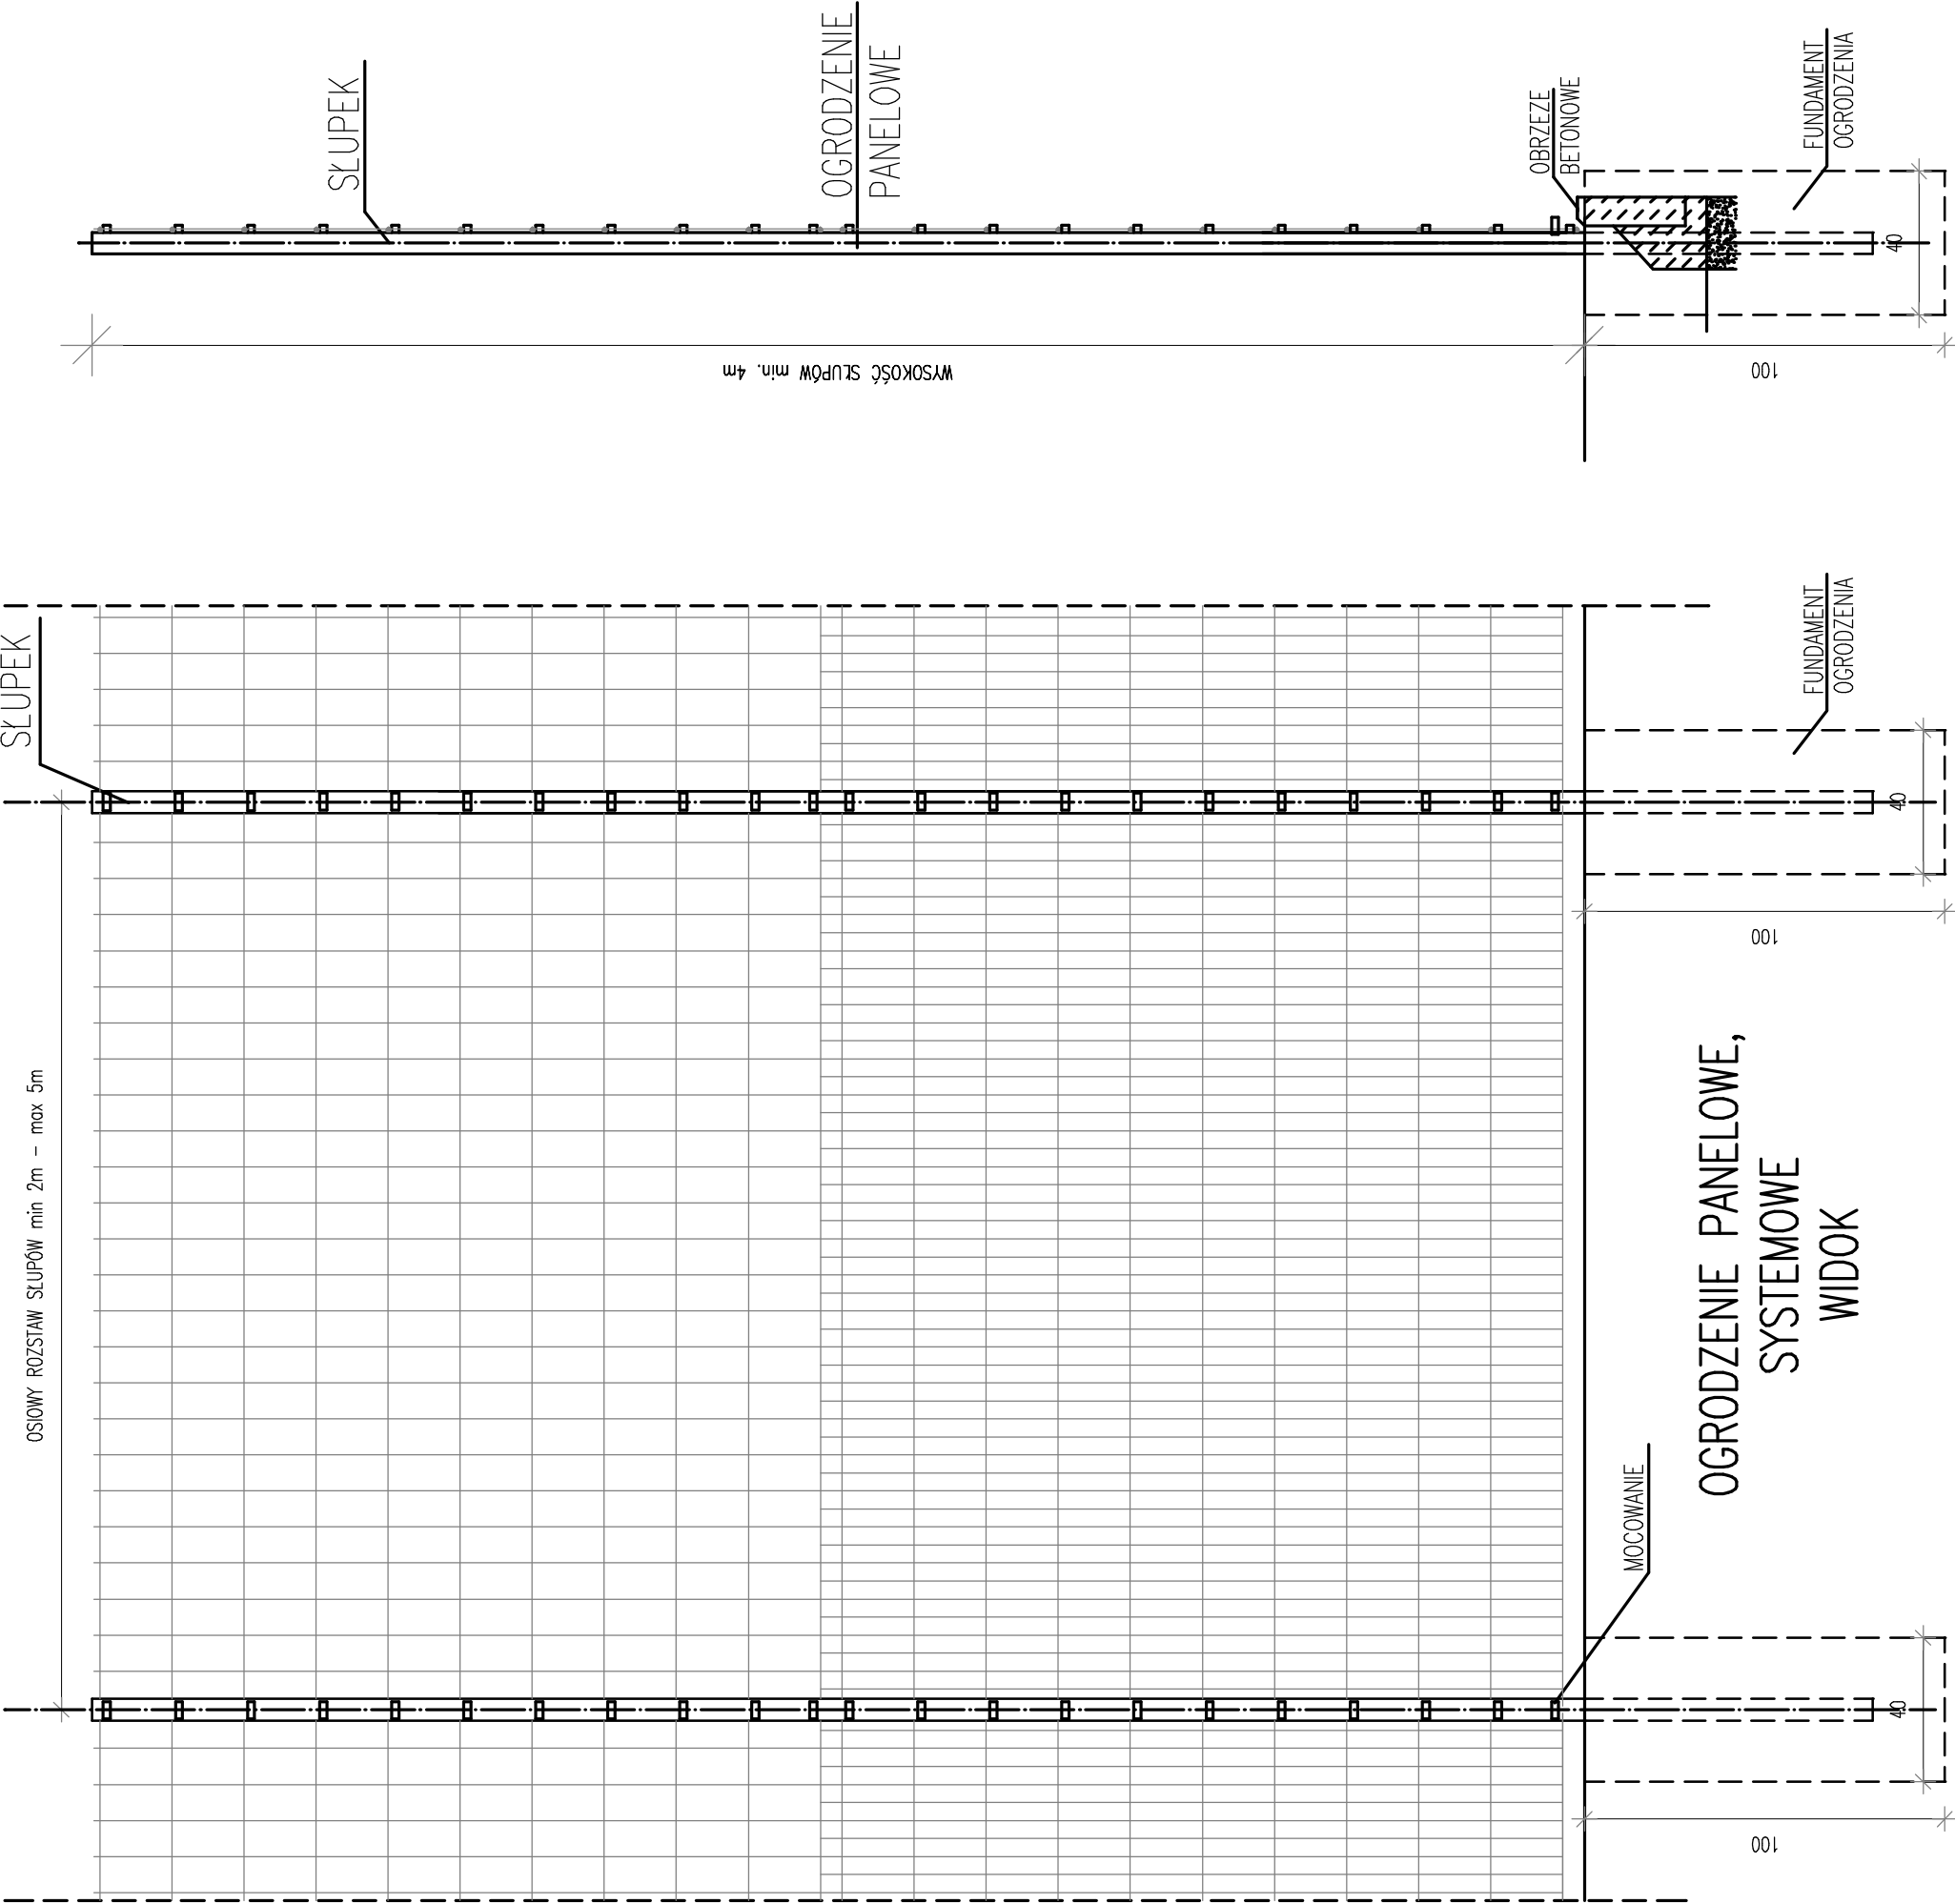 SŁUPEK
OGRODZENIE
PANELOWE
OBRZEŻE
BETONOWE
FUNDAMENT
OGRODZENIA
40
100
WYSOKOŚĆ SŁUPÓW min. 4m
SŁUPEK
FUNDAMENT
OGRODZENIA
40
100
OSIOWY ROZSTAW SŁUPÓW min 2m - max 5m
OGRODZENIE PANELOWE,
SYSTEMOWE
WIDOK
MOCOWANIE
40
100